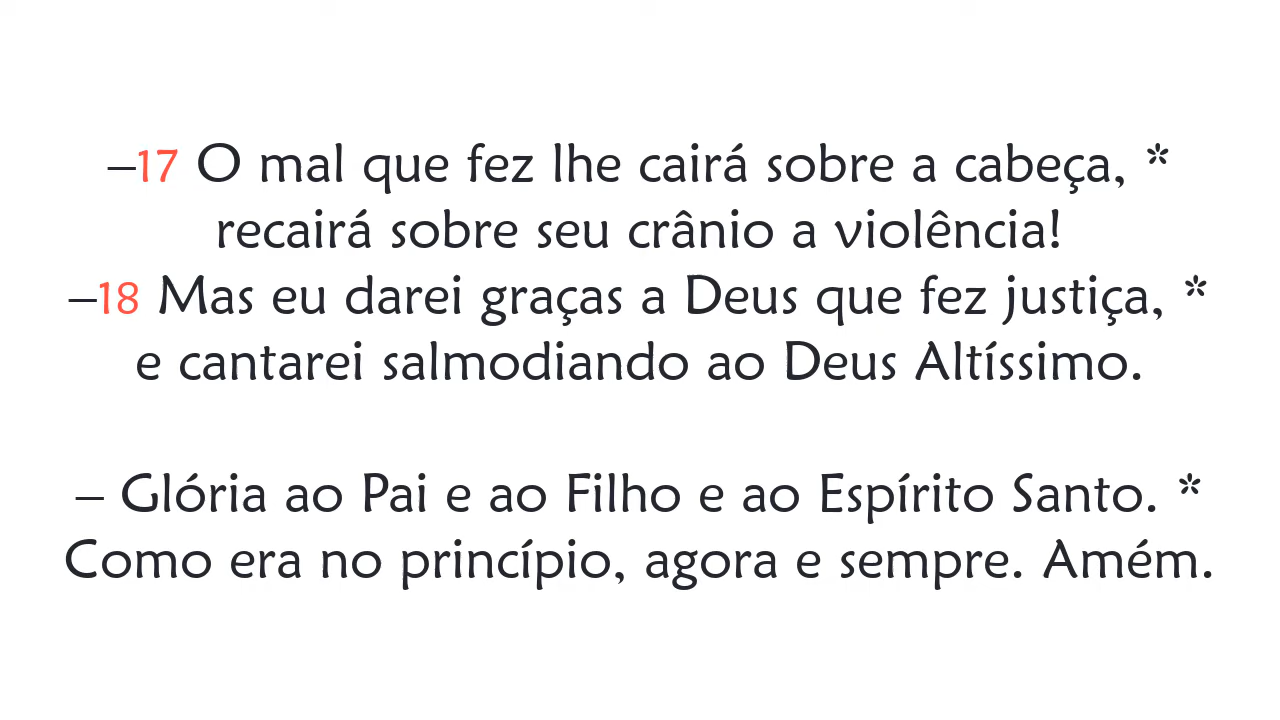 –17 O mal que fez lhe cairá sobre a cabeça, *
recairá sobre seu crânio a violência!
–18 Mas eu darei graças a Deus que fez justiça, *
e cantarei salmodiando ao Deus Altíssimo.
– Glória ao Pai e ao Filho e ao Espírito Santo. *
Como era no princípio, agora e sempre. Amém.